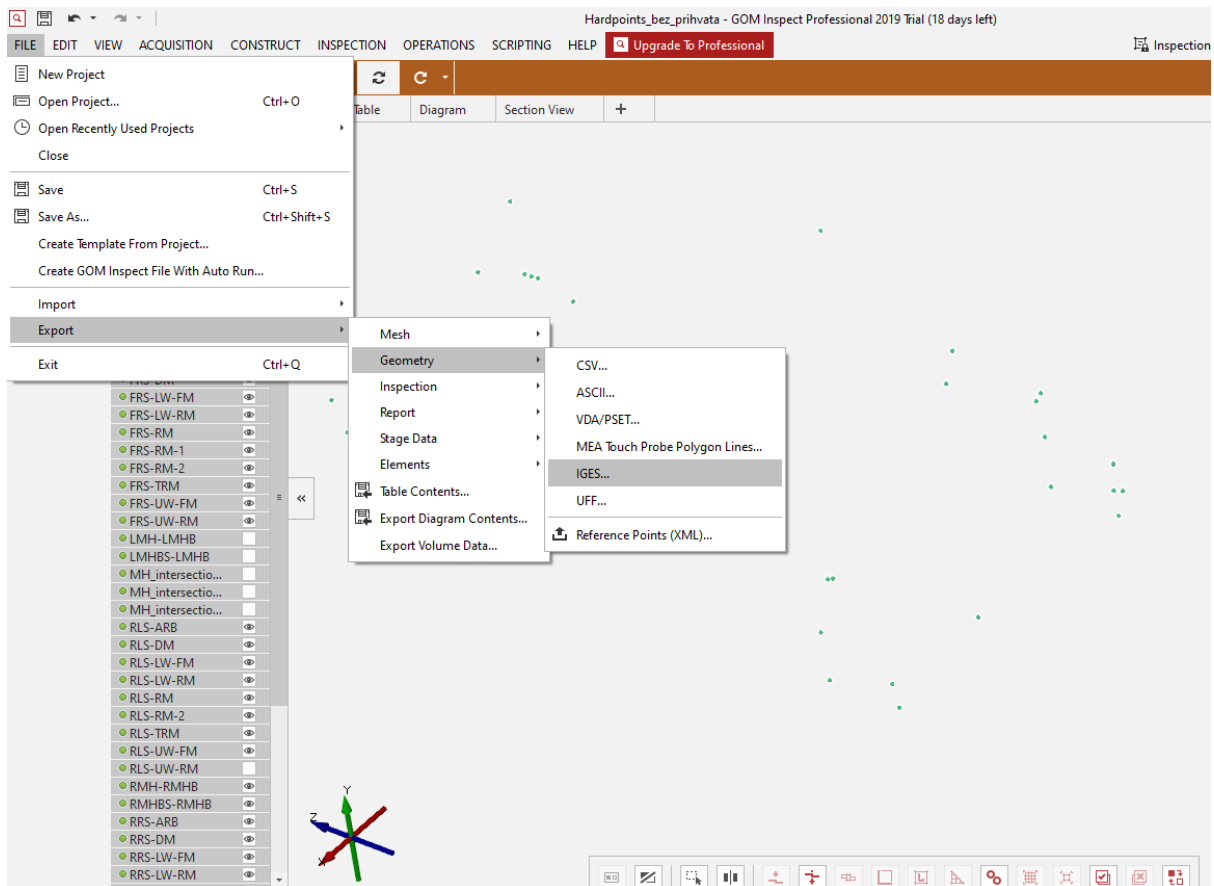 Hardpoints_bez_prihvata - GOM Inspect Professional 2019 Trial (18 days left)
FILE EDIT VIEW ACQUISITION CONSTRUCT INSPECTION OPERATIONS SCRIPTING HELP Upgrade To Professional Inspection
New Project
Open Project... Ctrl+O
Open Recently Used Projects
Close
Save Ctrl+S
Save As... Ctrl+Shift+S
Create Template From Project...
Create GOM Inspect File With Auto Run...
Import
Export
Exit Ctrl+Q
Table Diagram Section View +
Mesh
Geometry
Inspection
Report
Stage Data
Elements
Table Contents...
Export Diagram Contents...
Export Volume Data...
CSV...
ASCII...
VDA/PSET...
MEA Touch Probe Polygon Lines...
IGES...
UFF...
Reference Points (XML)...
FRS-DM
FRS-LW-FM
FRS-LW-RM
FRS-RM
FRS-RM-1
FRS-RM-2
FRS-TRM
FRS-UW-FM
FRS-UW-RM
LMH-LMHB
LMHBS-LMHB
MH_intersectio...
MH_intersectio...
MH_intersectio...
RLS-ARB
RLS-DM
RLS-LW-FM
RLS-LW-RM
RLS-RM
RLS-RM-2
RLS-TRM
RLS-UW-FM
RLS-UW-RM
RMH-RMHB
RMHBS-RMHB
RRS-ARB
RRS-DM
RRS-LW-FM
RRS-LW-RM
Y
Z
X